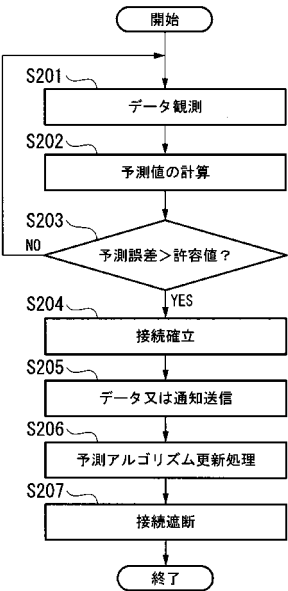 開始
S201
データ観測
S202
予測値の計算
S203
NO
予測誤差>許容値?
YES
S204
接続確立
S205
データ又は通知送信
S206
予測アルゴリズム更新処理
S207
接続遮断
終了